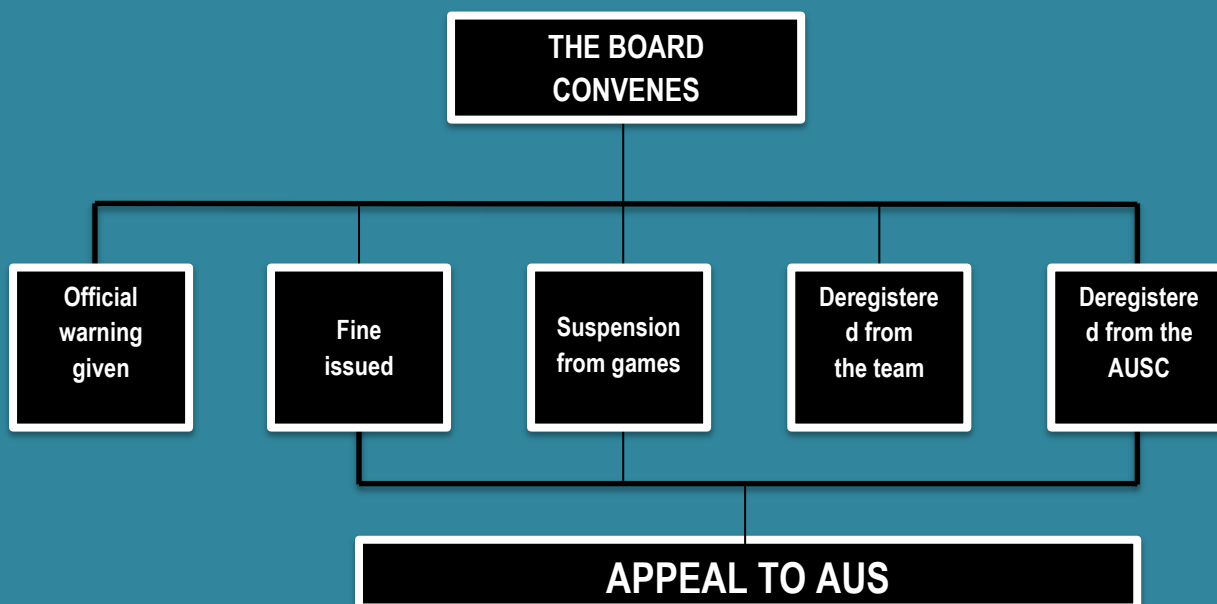 THE BOARD
CONVENES
Official
warning
given
Fine
issued
Suspension
from games
Deregistere
d from
the team
Deregistere
d from the
AUSC
APPEAL TO AUS